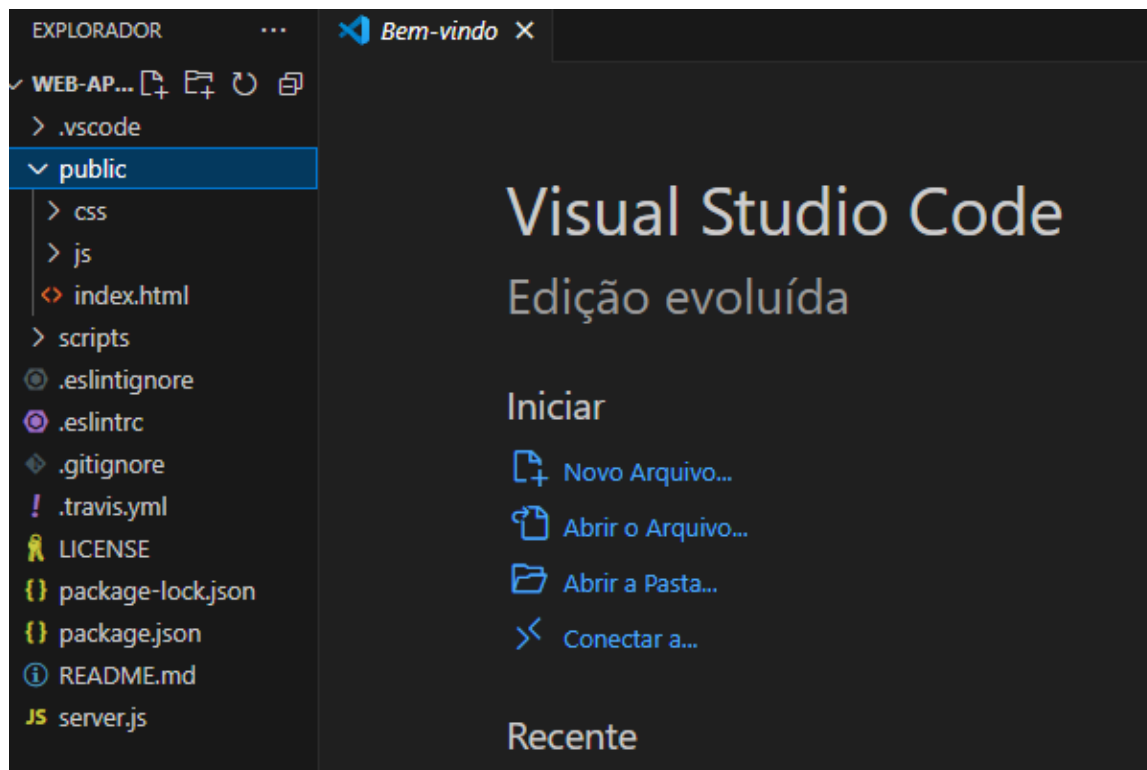 EXPLORADOR
WEB-AP...
.vscode
public
css
js
index.html
scripts
.eslintignore
.eslintrc
.gitignore
.travis.yml
LICENSE
package-lock.json
package.json
README.md
JS server.js
Bem-vindo
Visual Studio Code
Edição evoluída
Iniciar
Novo Arquivo...
Abrir o Arquivo...
Abrir a Pasta...
Conectar a...
Recente